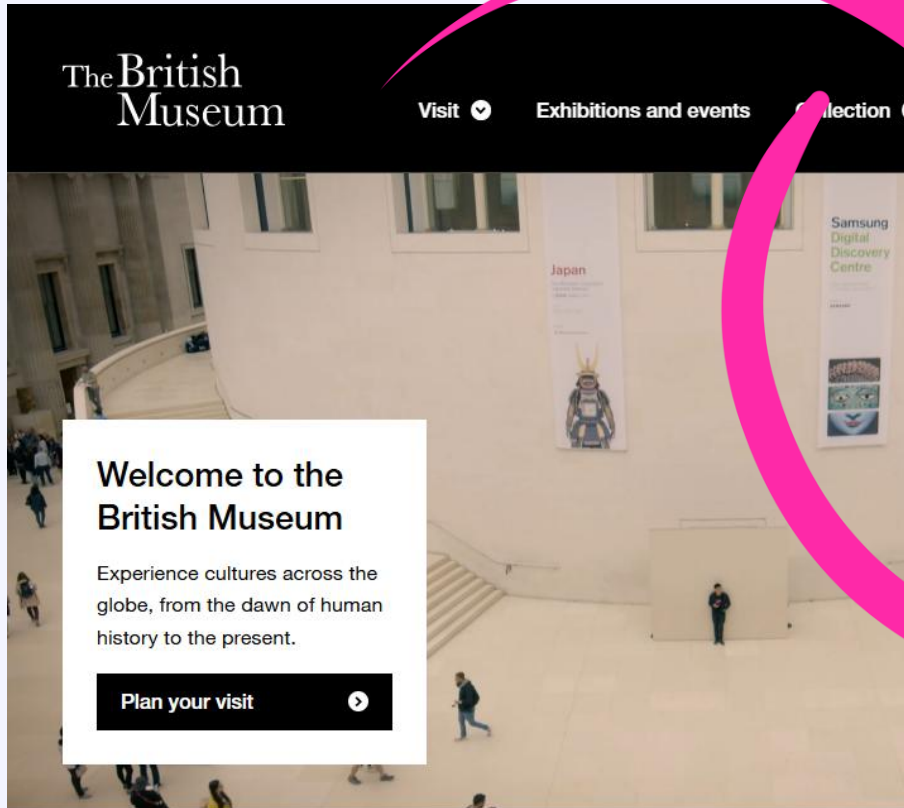 The British
Museum
Visit
Exhibitions and events
Japan
Samsung
Digital
Discovery
Centre
Welcome to the
British Museum
Experience cultures across the
globe, from the dawn of human
history to the present.
Plan your visit